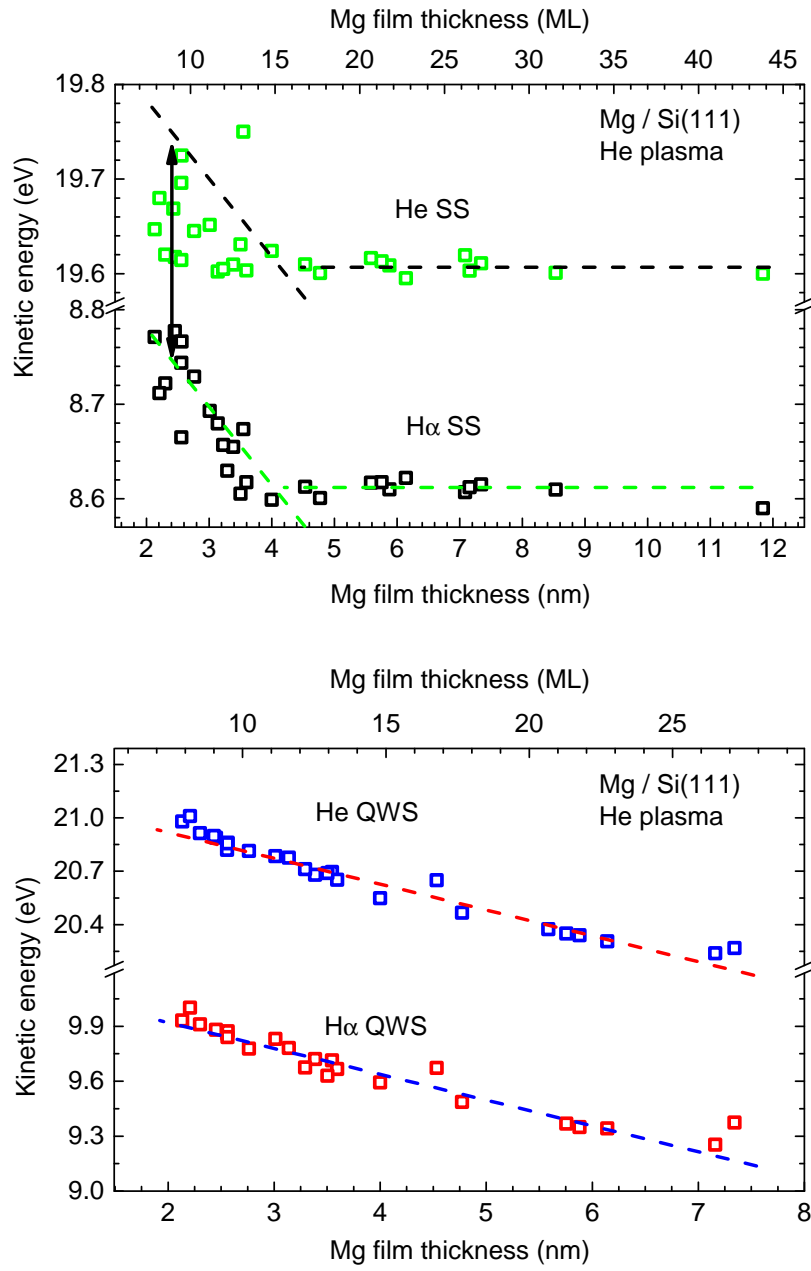 Mg film thickness (ML)
10 15 20 25 30 35 40 45
19.8
Mg / Si(111)
He plasma
19.7
He SS
19.6
8.8
Kinetic energy (eV)
8.7
Hα SS
8.6
2 3 4 5 6 7 8 9 10 11 12
Mg film thickness (nm)
Mg film thickness (ML)
10 15 20 25
21.3
Mg / Si(111)
He plasma
He QWS
21.0
20.7
20.4
Kinetic energy (eV)
Hα QWS
9.9
9.6
9.3
9.0
2 3 4 5 6 7 8
Mg film thickness (nm)